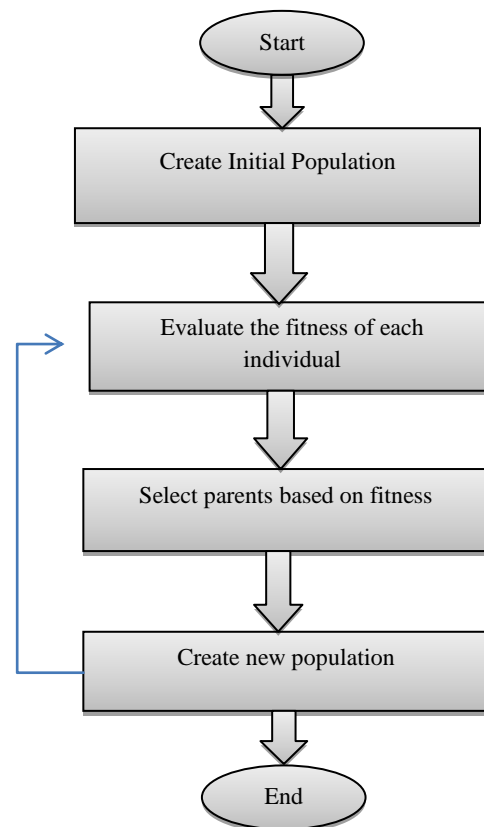 Start
Create Initial Population
Evaluate the fitness of each
individual
Select parents based on fitness
Create new population
End